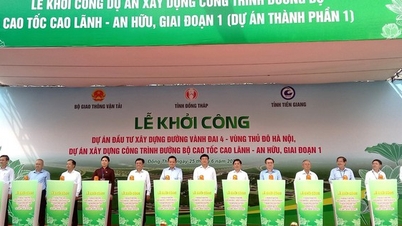 LỄ KHỞI CÔNG DỰ ÁN XÂY DỰNG CÔNG TRÌNH ĐƯỜNG BỘ
CAO TỐC CAO LÃNH - AN HỮU, GIAI ĐOẠN 1 (DỰ ÁN THÀNH PHẦN 1)
BỘ GIAO THÔNG VẬN TẢI
TỈNH ĐỒNG THÁP
TỈNH TIỀN GIANG
LỄ KHỞI CÔNG
DỰ ÁN ĐẦU TƯ XÂY DỰNG ĐƯỜNG VÀNH ĐAI 4 - VÙNG THỦ ĐÔ HÀ NỘI,
DỰ ÁN XÂY DỰNG CÔNG TRÌNH ĐƯỜNG BỘ CAO TỐC CAO LÃNH - AN HỮU, GIAI ĐOẠN 1